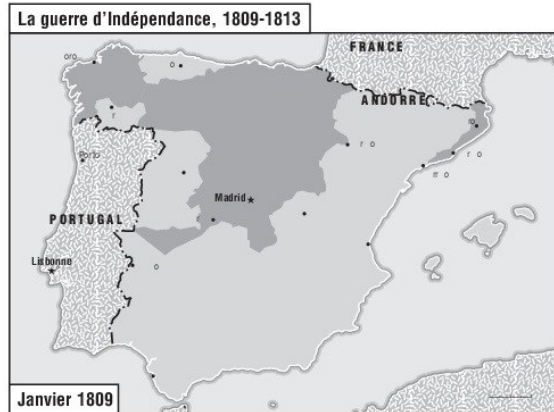 La guerre d'Indépendance, 1809-1813
FRANCE
ANDORRE
Porto
Madrid
PORTUGAL
Lisbonne
Janvier 1809